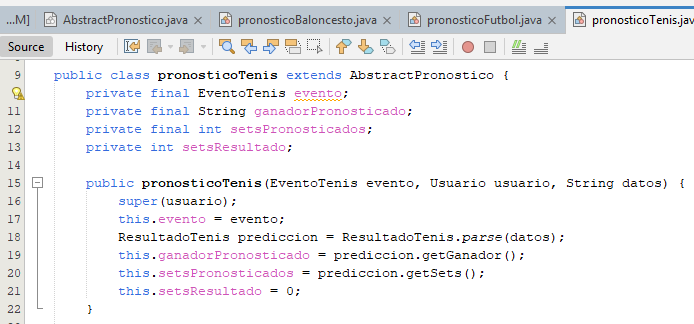 ...M] AbstractPronostico.java pronosticoBaloncesto.java pronosticoFutbol.java pronosticoTenis.jav
Source History
9 public class pronosticoTenis extends AbstractPronostico {
private final EventoTenis evento;
11 private final String ganadorPronosticado;
12 private final int setsPronosticados;
13 private int setsResultado;
14
15 public pronosticoTenis(EventoTenis evento, Usuario usuario, String datos) {
16 super(usuario);
17 this.evento = evento;
18 ResultadoTenis prediccion = ResultadoTenis.parse(datos);
19 this.ganadorPronosticado = prediccion.getGanador();
20 this.setsPronosticados = prediccion.getSets();
21 this.setsResultado = 0;
22 }